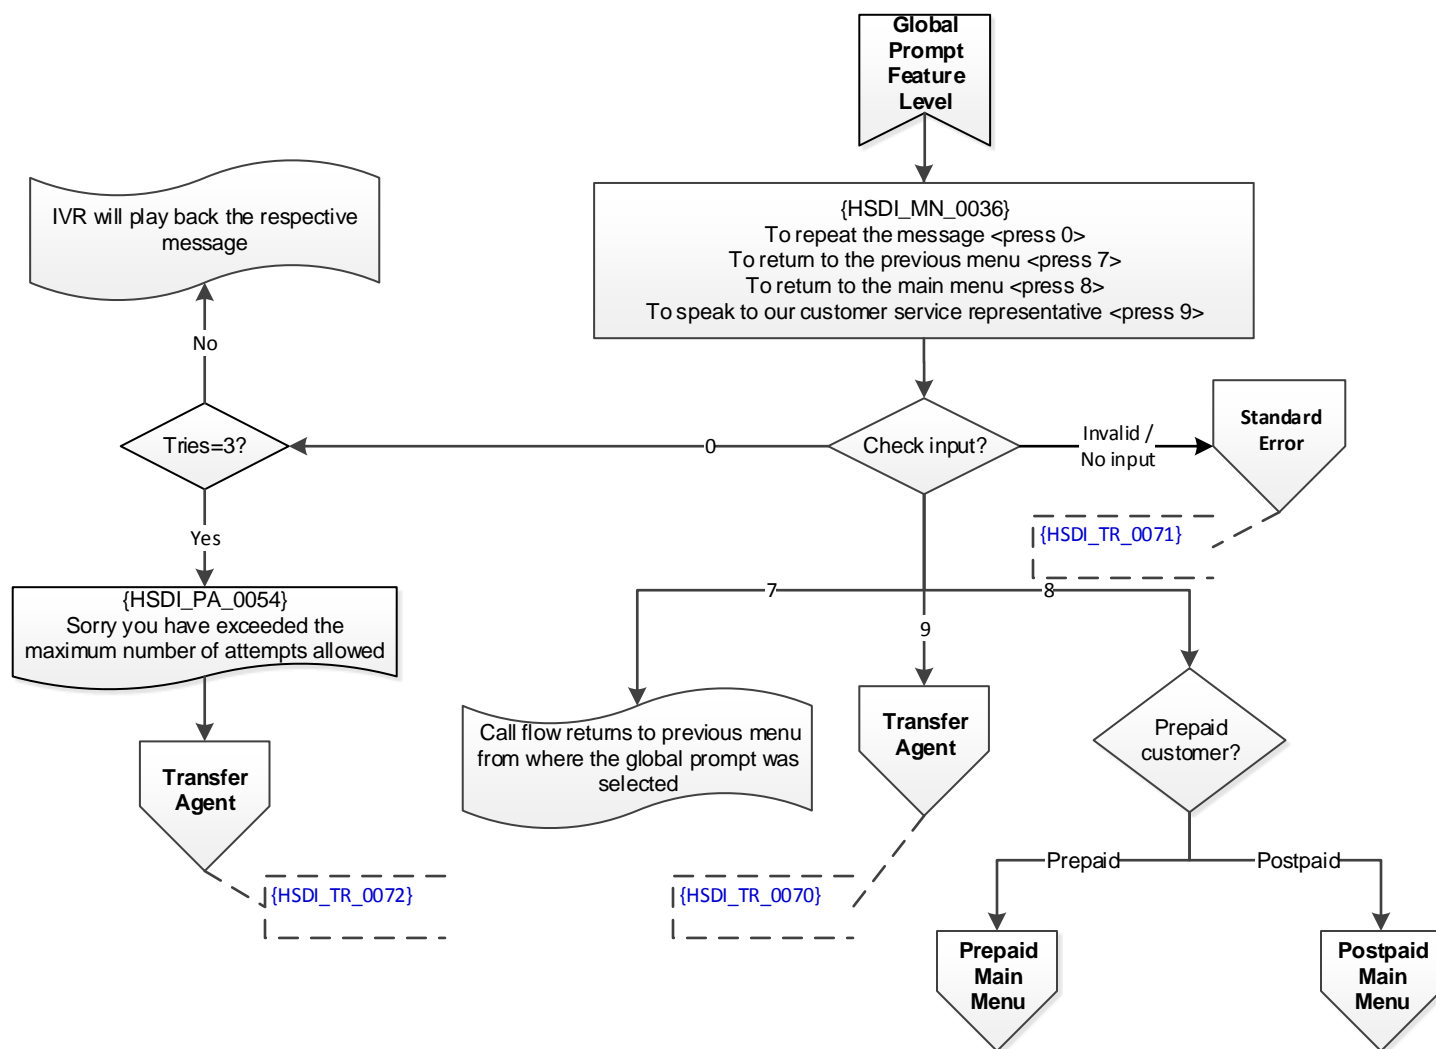 Global
Prompt
Feature
Level
{HSDI_MN_0036}
To repeat the message <press 0>
To return to the previous menu <press 7>
To return to the main menu <press 8>
To speak to our customer service representative <press 9>
IVR will play back the respective
message
No
Tries=3?
0
Check input?
Invalid /
No input
Standard
Error
{HSDI_TR_0071}
Yes
{HSDI_PA_0054}
Sorry you have exceeded the
maximum number of attempts allowed
Transfer
Agent
{HSDI_TR_0072}
7
9
8
Call flow returns to previous menu
from where the global prompt was
selected
Transfer
Agent
{HSDI_TR_0070}
Prepaid
customer?
Prepaid
Postpaid
Prepaid
Main
Menu
Postpaid
Main
Menu